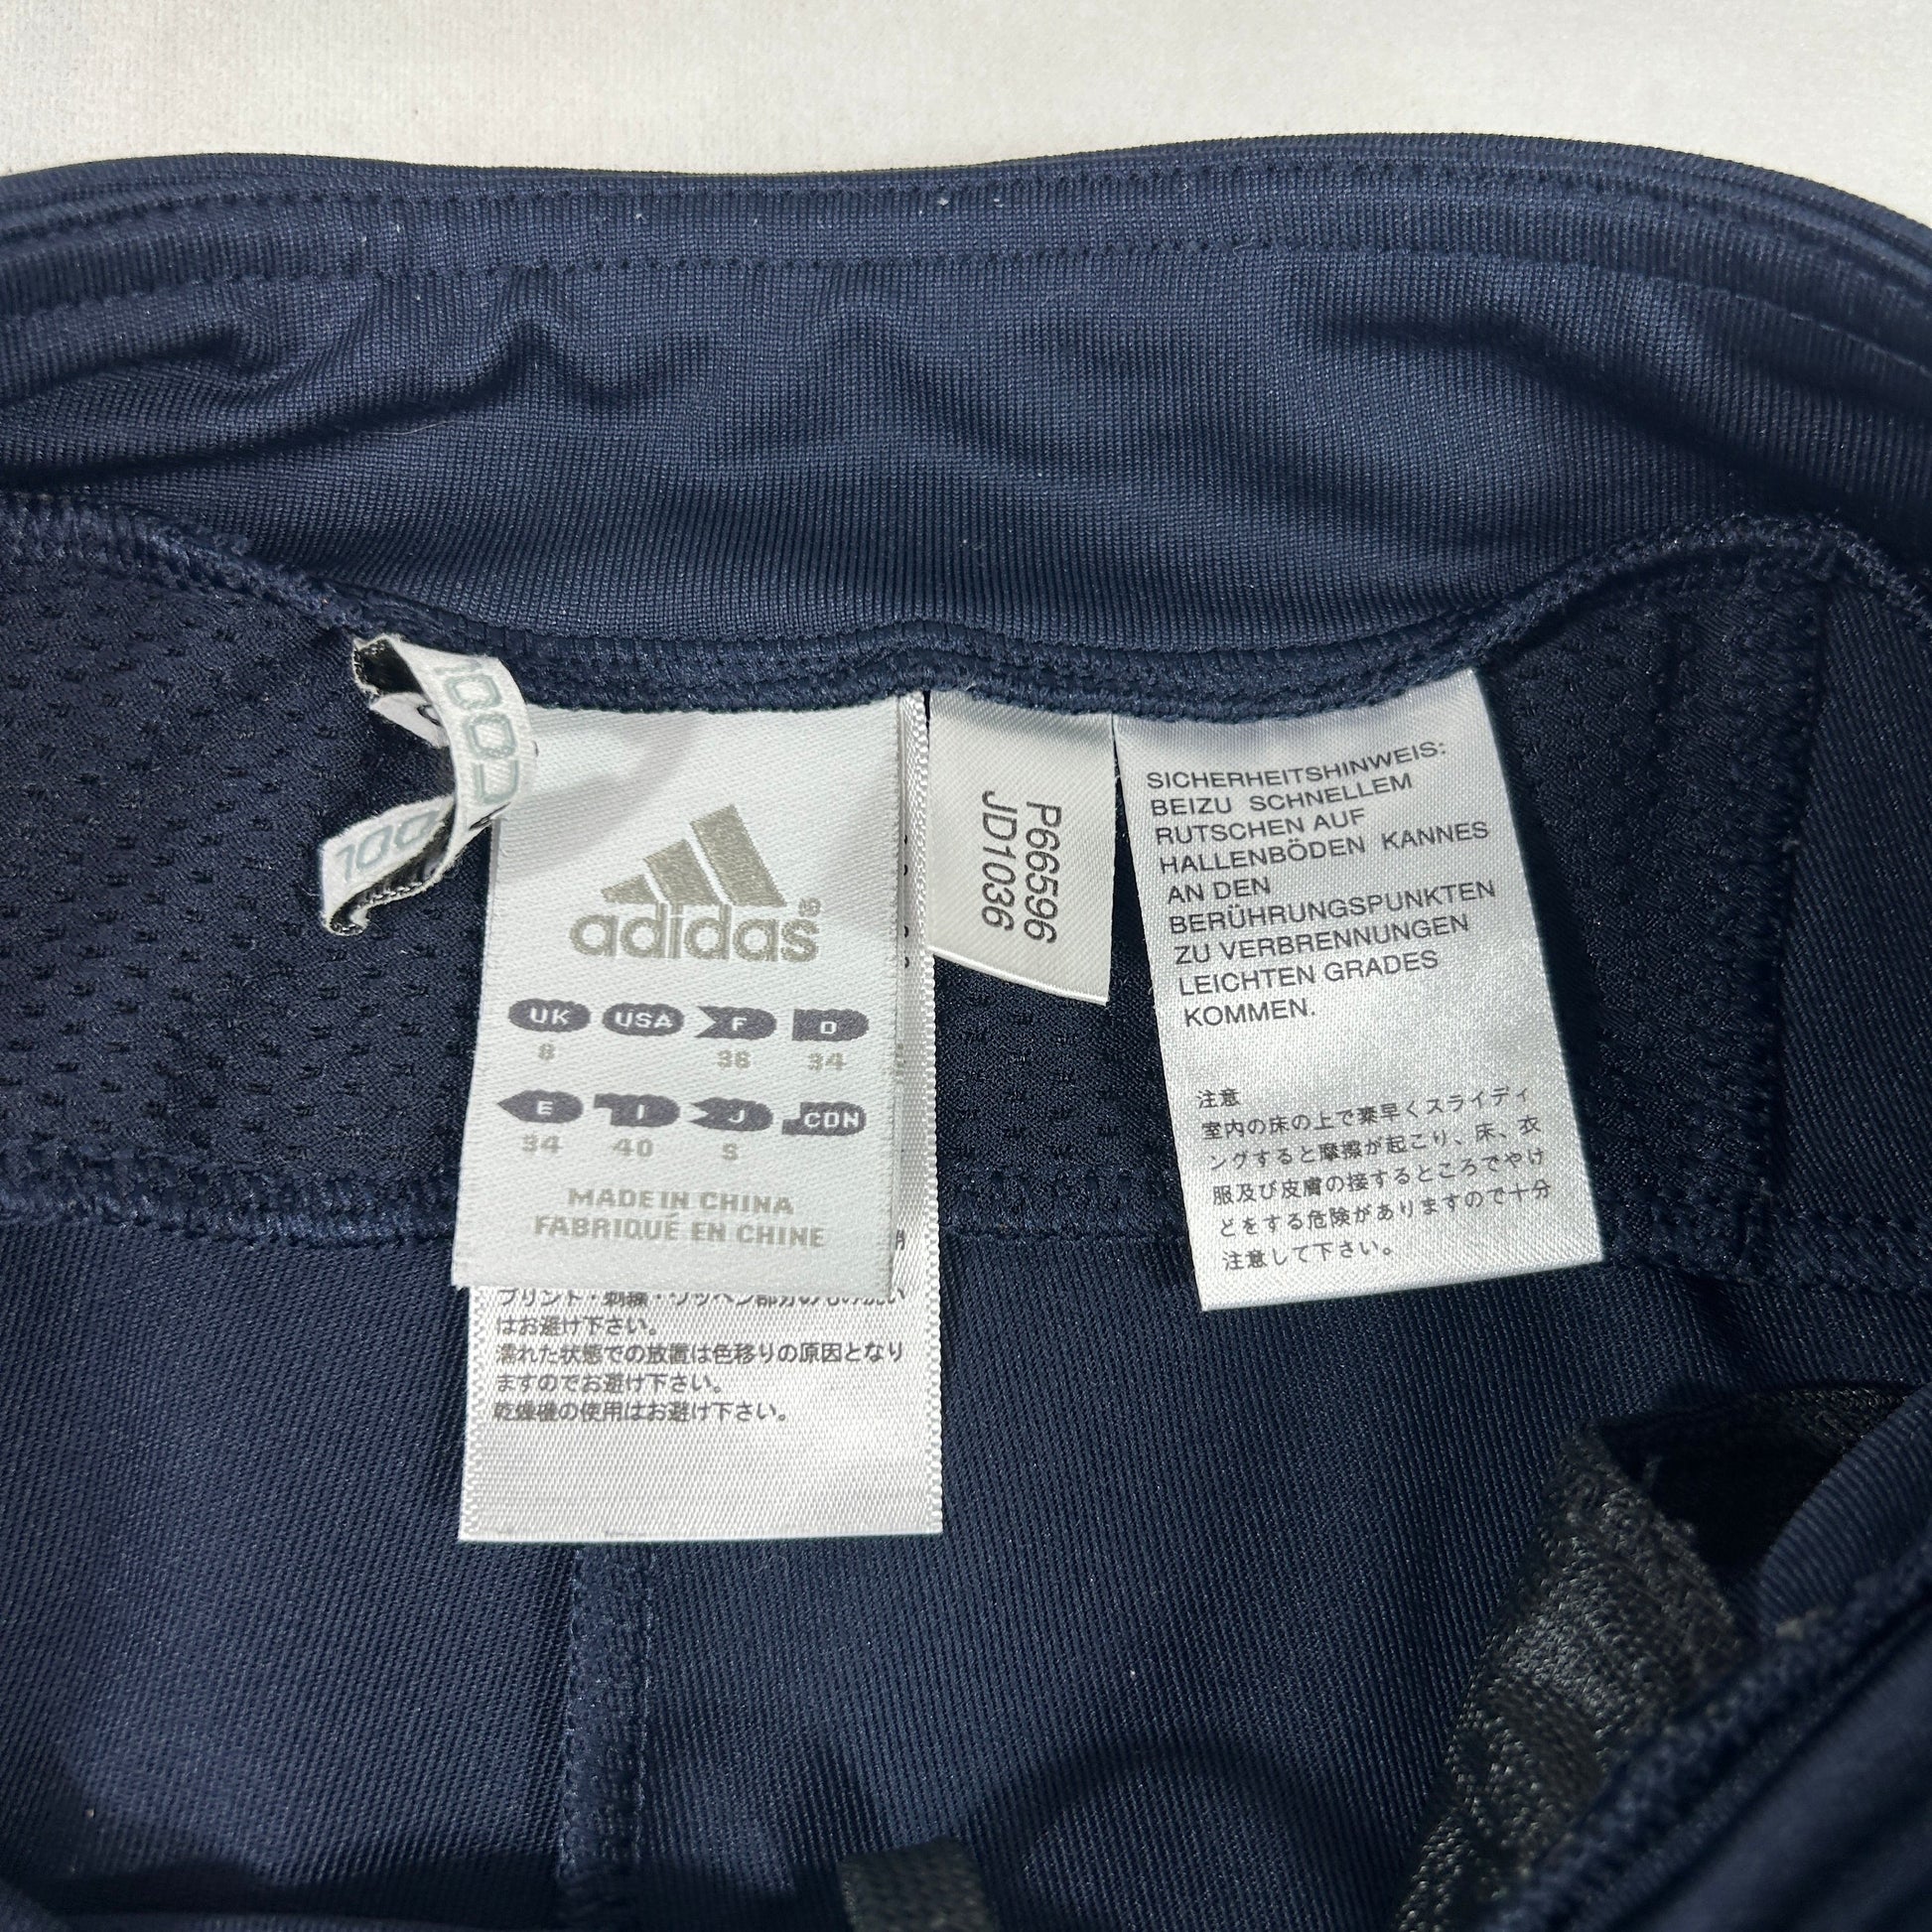 COOL
COOL
adidas®
UK USA F D
8 36 34
E I J CDN
34 40 S
MADE IN CHINA
FABRIQUÉ EN CHINE
はお避け下さい。
濡れた状態での放置は色移りの原因となり
ますのでお避け下さい。
乾燥機の使用はお避け下さい。
P66596
JD1036
SICHERHEITSHINWEIS:
BEIZU SCHNELLEM
RUTSCHEN AUF
HALLENBÖDEN KANNES
AN DEN
BERÜHRUNGSPUNKTEN
ZU VERBRENNUNGEN
LEICHTEN GRADES
KOMMEN.
注意
室内の床の上で素早くスライディ
ングすると摩擦が起こり、床、衣
服及び皮膚の接するところでやけ
どをする危険がありますので十分
注意して下さい。